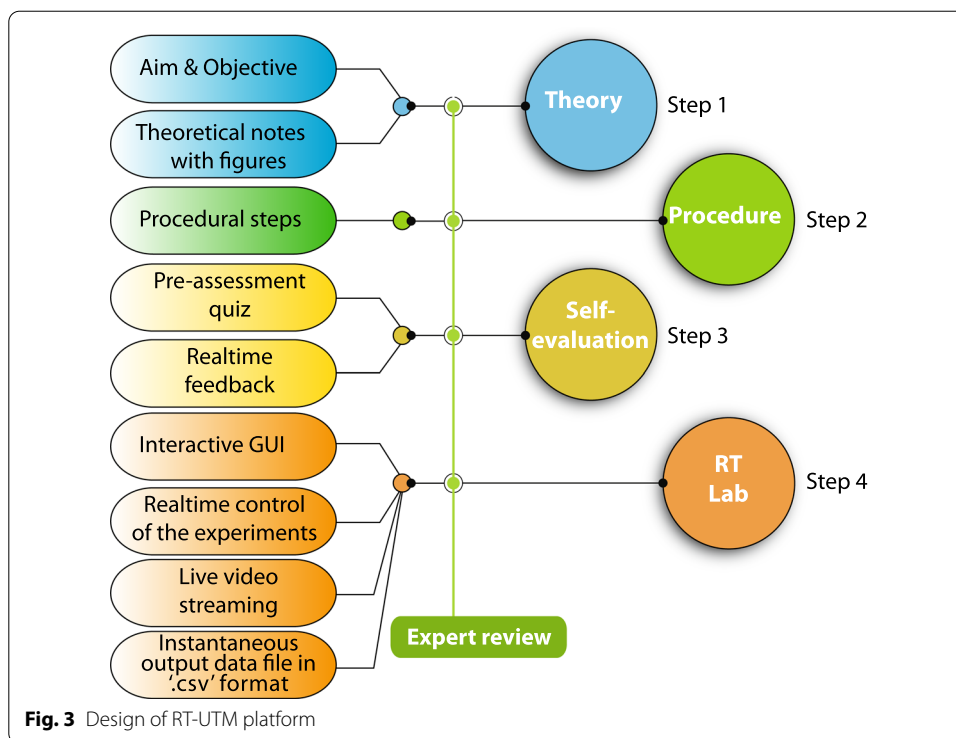 Aim & Objective
Theoretical notes
with figures
Theory
Step 1
Procedural steps
Procedure
Step 2
Pre-assessment
quiz
Realtime
feedback
Self-
evaluation
Step 3
Interactive GUI
Realtime control
of the experiments
Live video
streaming
Instantaneous
output data file in
‘.csv’ format
RT
Lab
Step 4
Expert review
Fig. 3 Design of RT-UTM platform